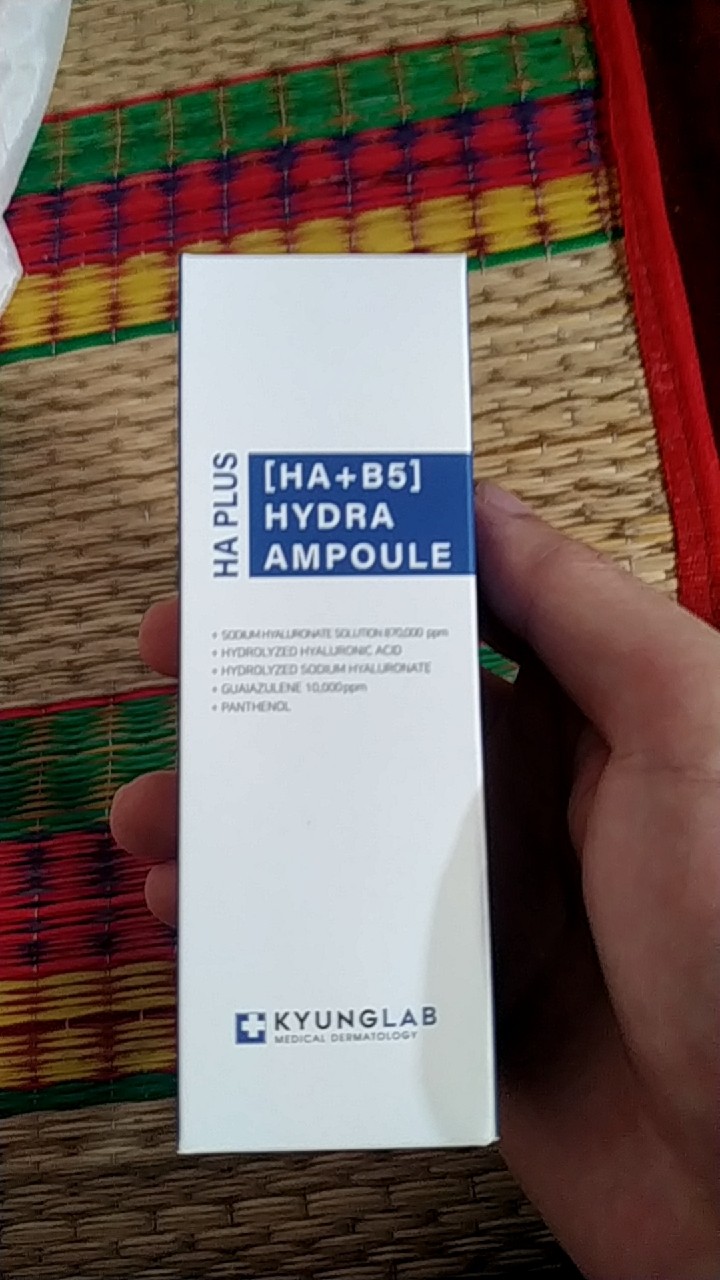 HA PLUS
[HA+B5]
HYDRA
AMPOULE
+ SODIUM HYALURONATE SOLUTION 870,000 ppm
+ HYDROLYZED HYALURONIC ACID
+ HYDROLYZED SODIUM HYALURONATE
+ GUAIAZULENE 10,000ppm
+ PANTHENOL
KYUNGLAB
MEDICAL DERMATOLOGY